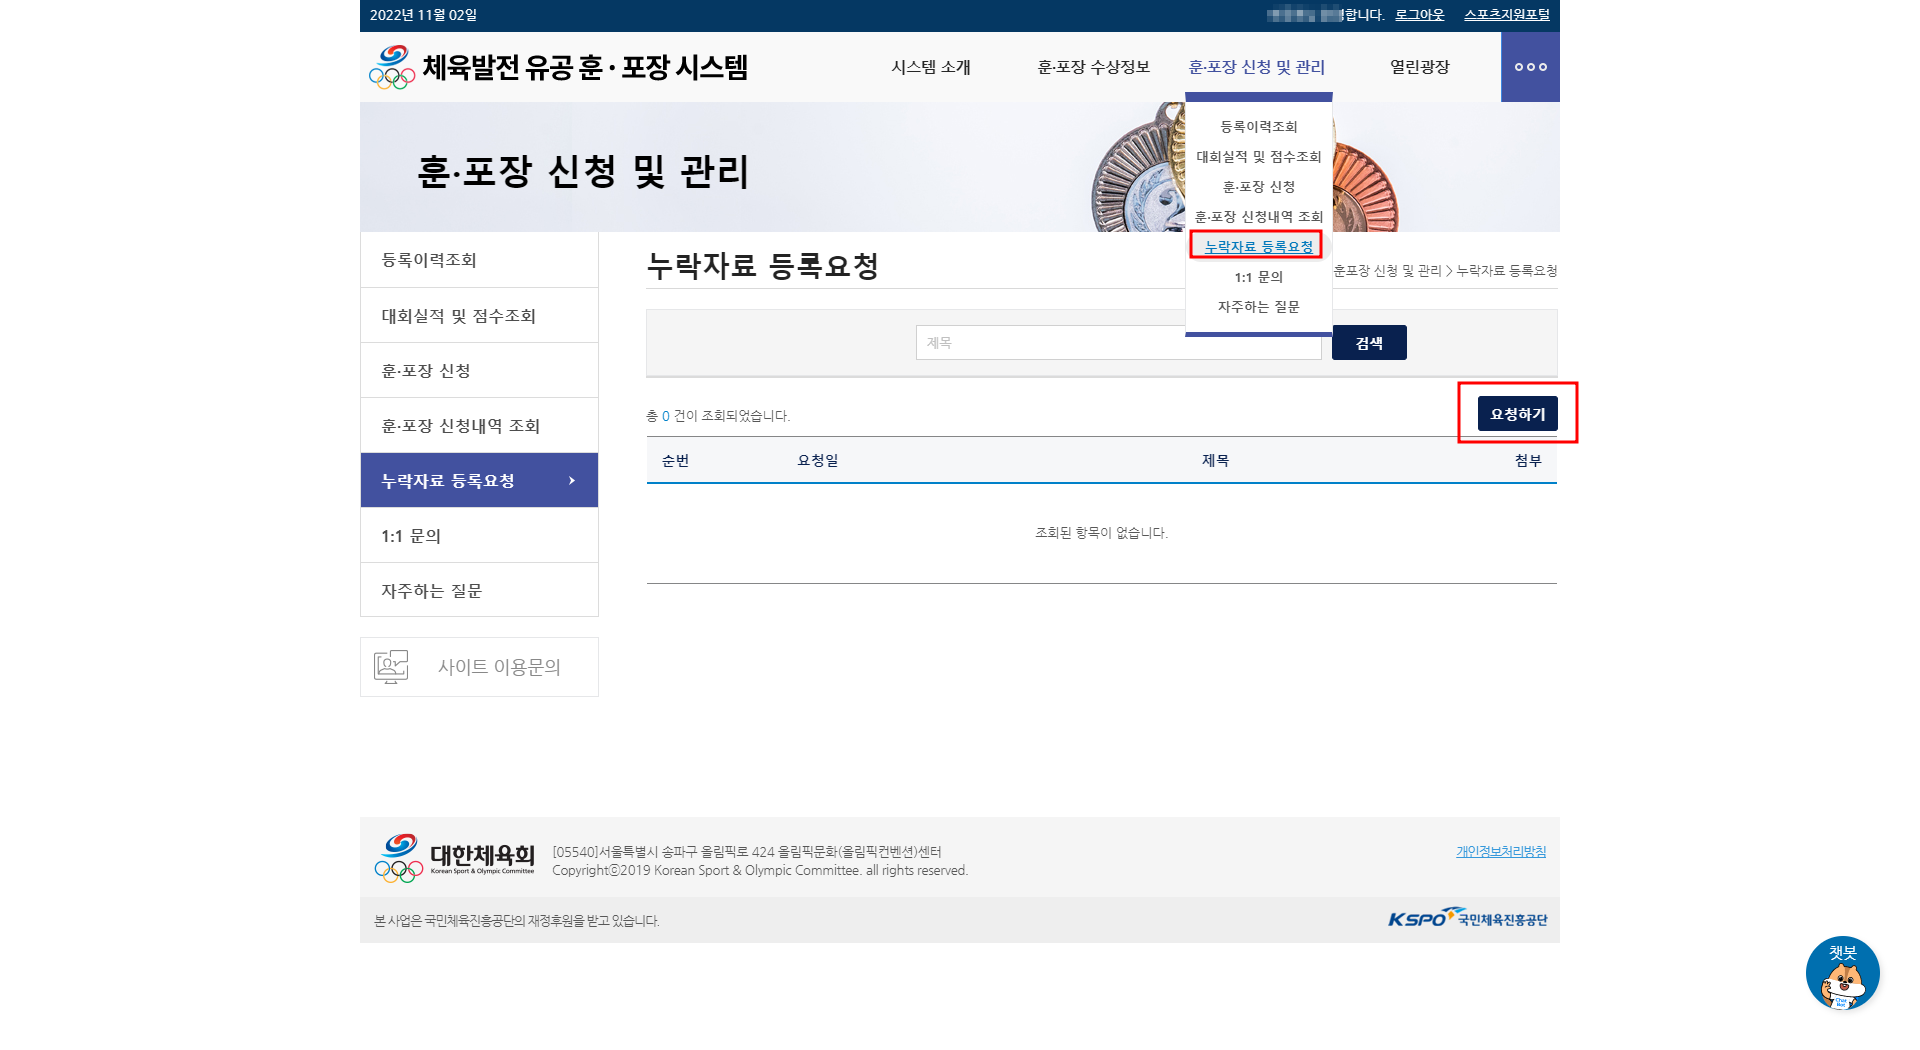 2022년 11월 02일
합니다. 로그아웃 스포츠지원포털
체육발전 유공 훈·포장 시스템
시스템 소개 훈·포장 수상정보 훈·포장 신청 및 관리 열린광장
등록이력조회
대회실적 및 점수조회
훈·포장 신청
훈·포장 신청내역 조회
누락자료 등록요청
1:1 문의
자주하는 질문
훈·포장 신청 및 관리
등록이력조회
대회실적 및 점수조회
훈·포장 신청
훈·포장 신청내역 조회
누락자료 등록요청
1:1 문의
자주하는 질문
사이트 이용문의
누락자료 등록요청
훈포장 신청 및 관리 > 누락자료 등록요청
제목 검색
총 0 건이 조회되었습니다. 요청하기
순번 요청일 제목 첨부
조회된 항목이 없습니다.
대한체육회
Korean Sport & Olympic Committee
[05540]서울특별시 송파구 올림픽로 424 올림픽문화(올림픽컨벤션)센터
Copyrightⓒ2019 Korean Sport & Olympic Committee. all rights reserved.
개인정보처리방침
본 사업은 국민체육진흥공단의 재정후원을 받고 있습니다.
KSPO 국민체육진흥공단
챗봇
Chat
Bot